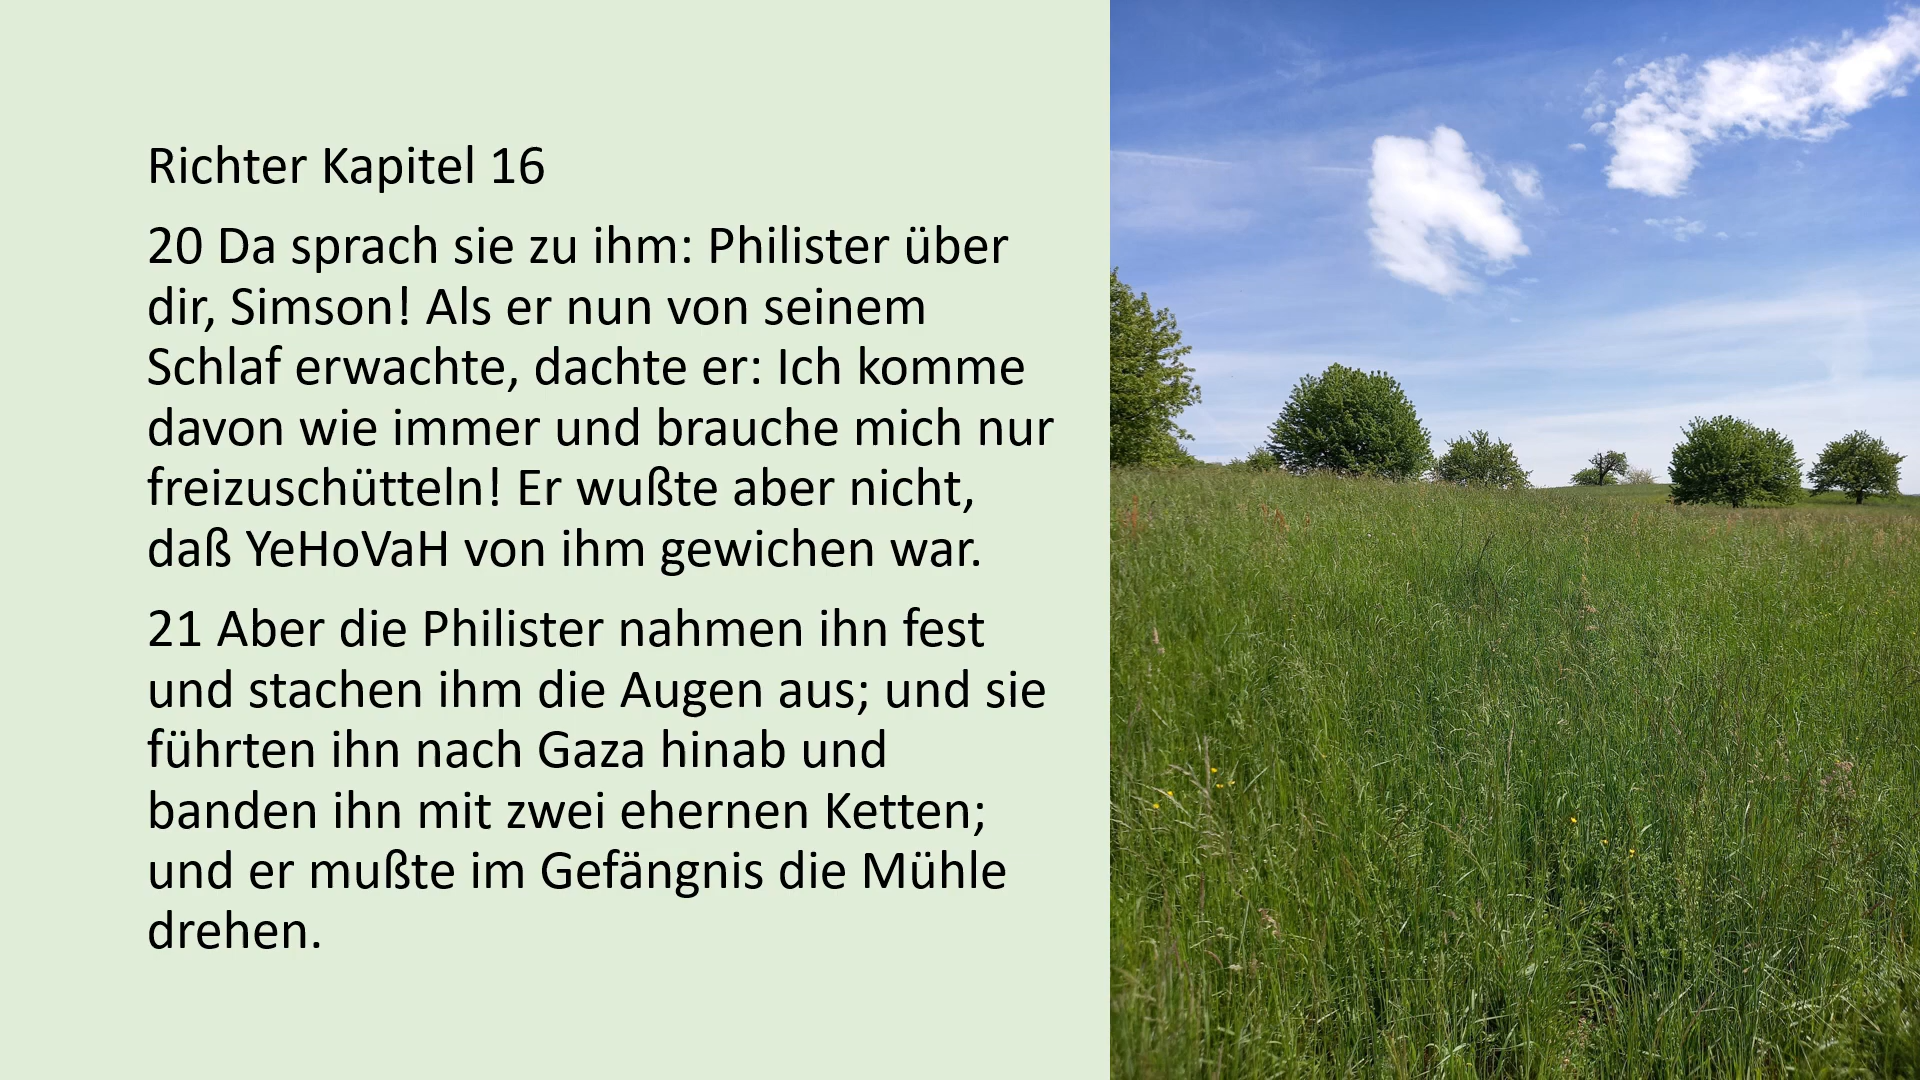 Richter Kapitel 16
20 Da sprach sie zu ihm: Philister über
dir, Simson! Als er nun von seinem
Schlaf erwachte, dachte er: Ich komme
davon wie immer und brauche mich nur
freizuschütteln! Er wußte aber nicht,
daß YeHoVaH von ihm gewichen war.
21 Aber die Philister nahmen ihn fest
und stachen ihm die Augen aus; und sie
führten ihn nach Gaza hinab und
banden ihn mit zwei ehernen Ketten;
und er mußte im Gefängnis die Mühle
drehen.